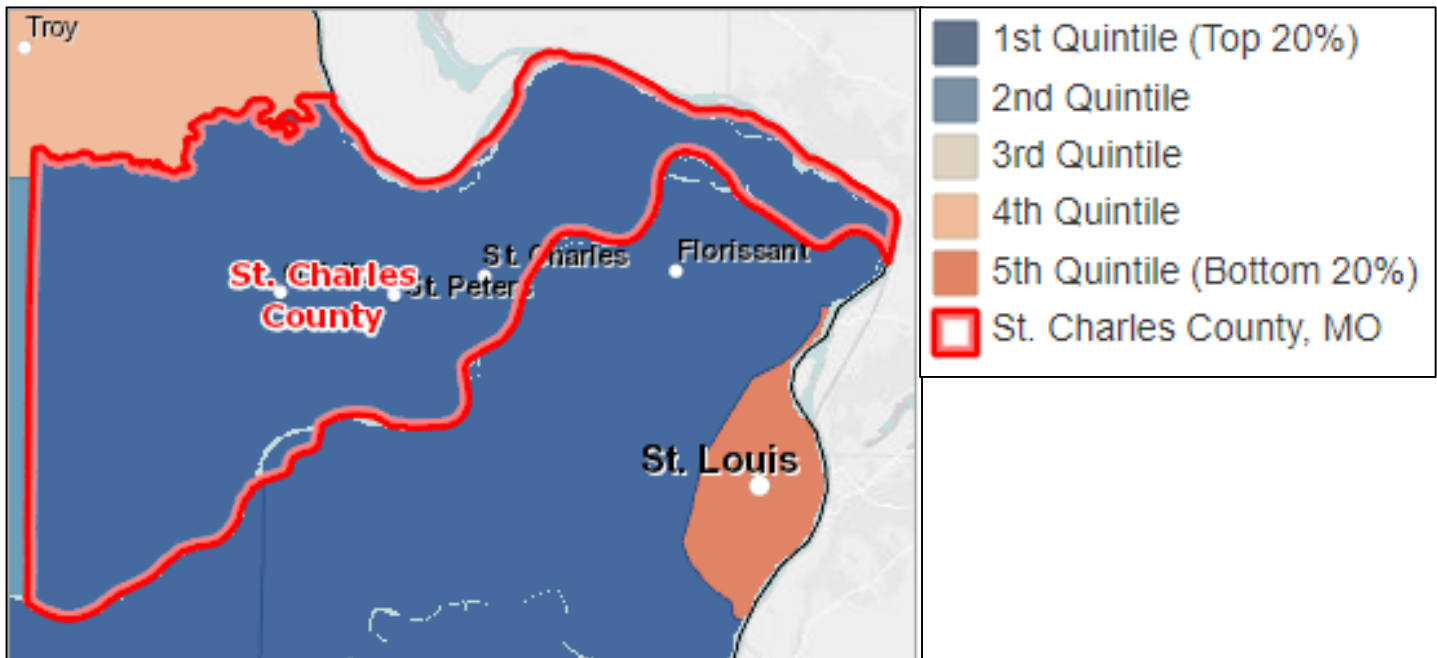 Troy
St. Charles
Florissant
St. Charles
St. Peters
County
St. Louis
1st Quintile (Top 20%)
2nd Quintile
3rd Quintile
4th Quintile
5th Quintile (Bottom 20%)
St. Charles County, MO